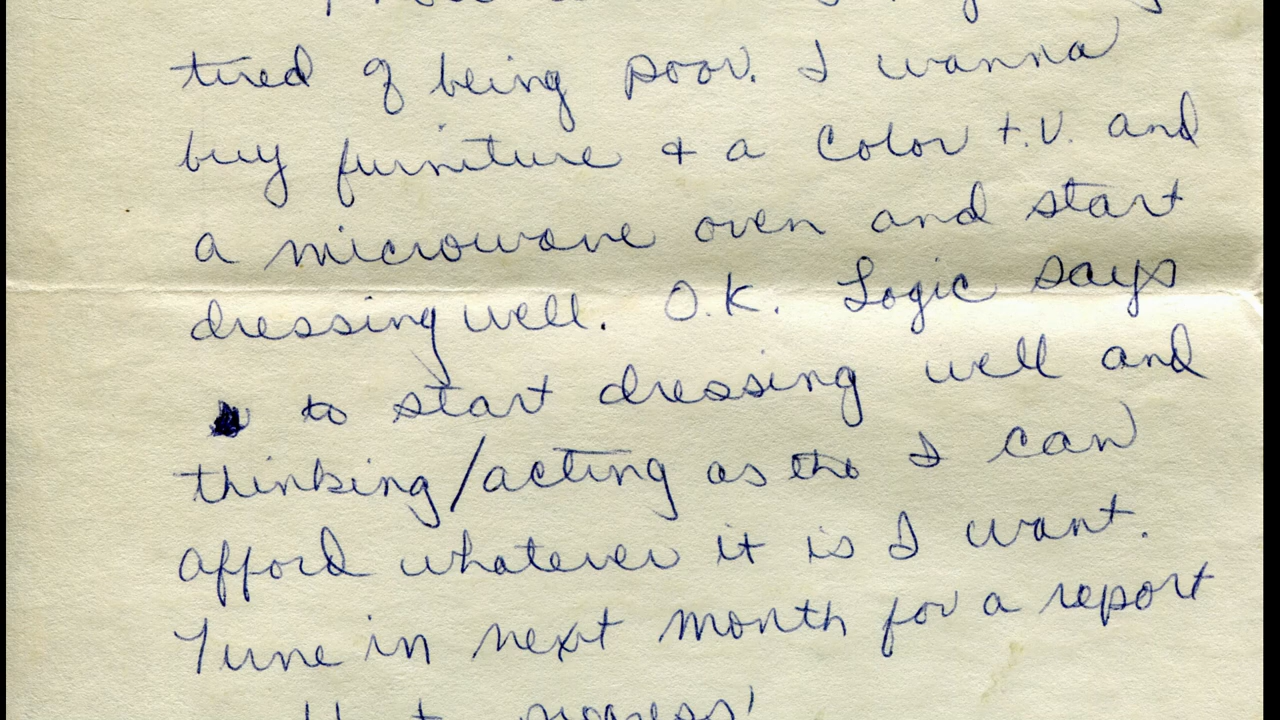 tired of being poor. I wanna
buy furniture + a color t.v. and
a microwave oven and start
dressing well. O.K. Logic says
to start dressing well and
thinking/acting as tho I can
afford whatever it is I want.
Tune in next month for a report
progress!